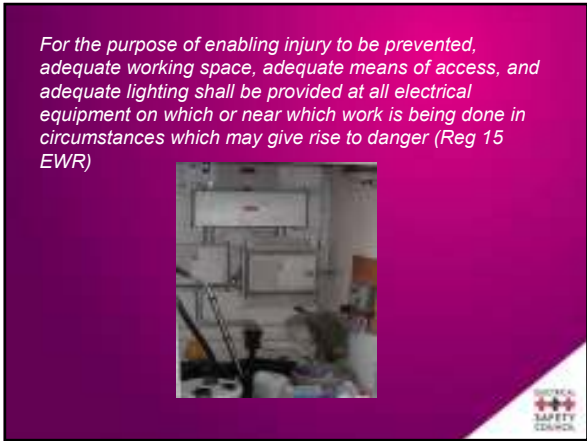 For the purpose of enabling injury to be prevented,
adequate working space, adequate means of access, and
adequate lighting shall be provided at all electrical
equipment on which or near which work is being done in
circumstances which may give rise to danger (Reg 15
EWR)
ELECTRICAL
SAFETY
COUNCIL